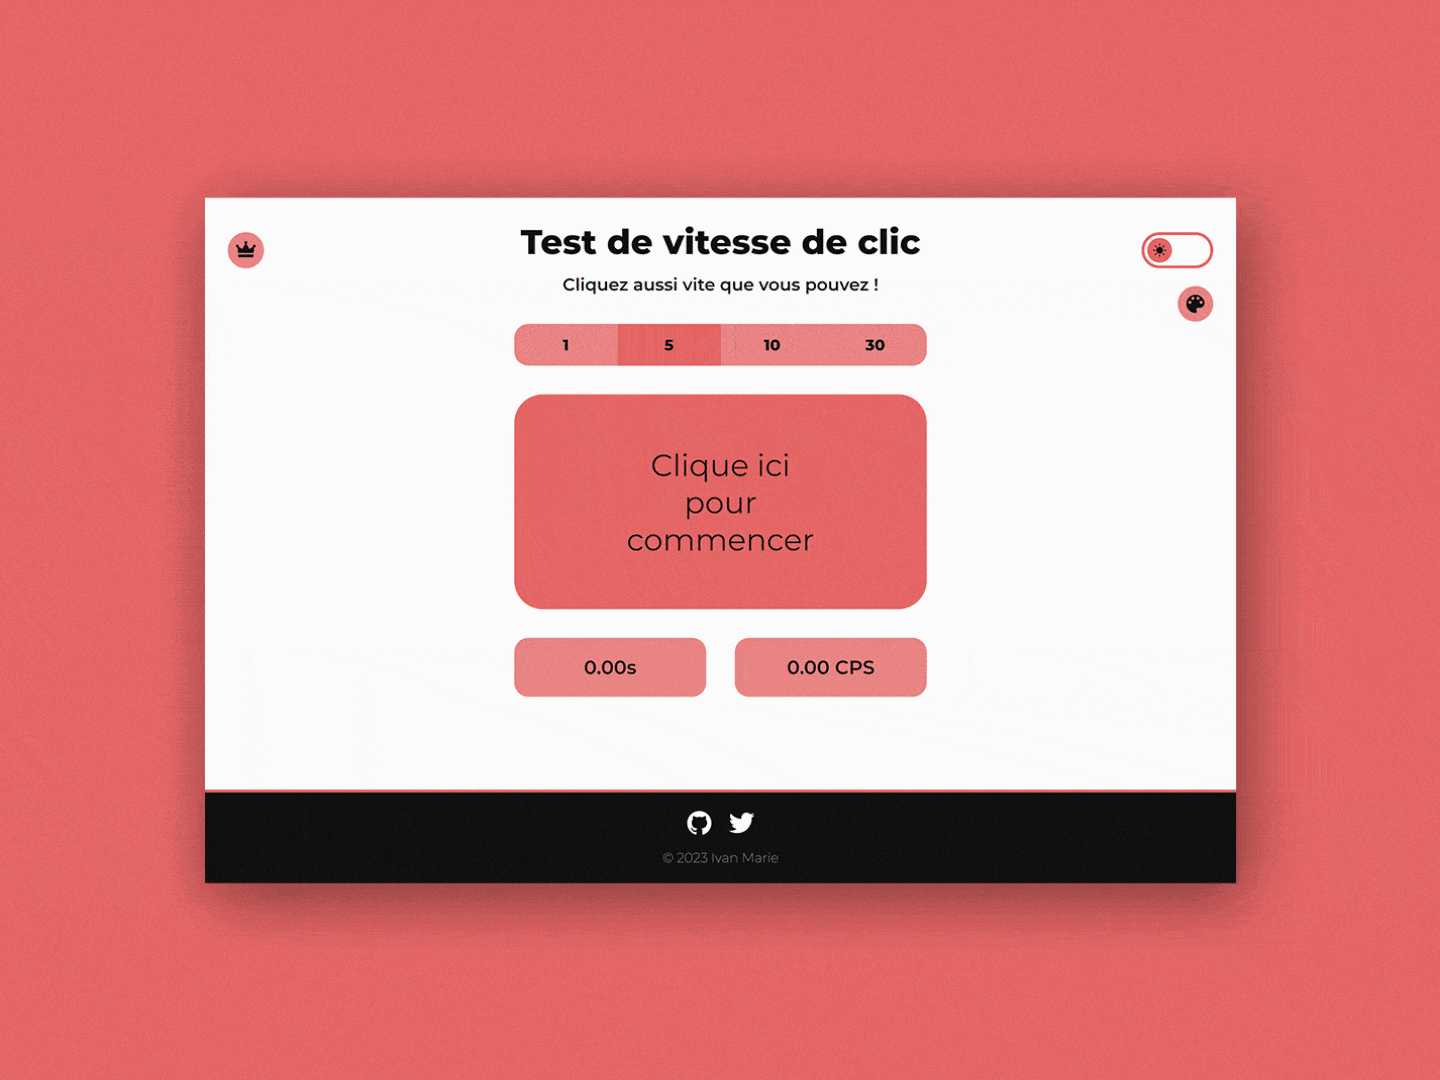 Test de vitesse de clic
Cliquez aussi vite que vous pouvez !
1 5 10 30
Clique ici
pour
commencer
0.00s 0.00 CPS
© 2023 Ivan Marie